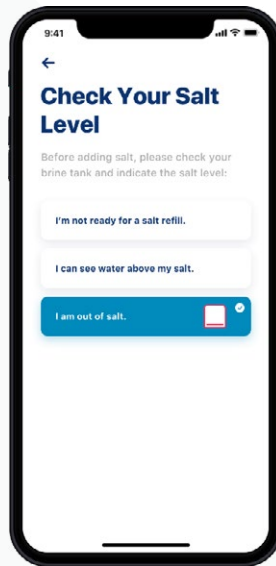 9:41
Check Your Salt
Level
Before adding salt, please check your
brine tank and indicate the salt level:
I'm not ready for a salt refill.
I can see water above my salt.
I am out of salt.